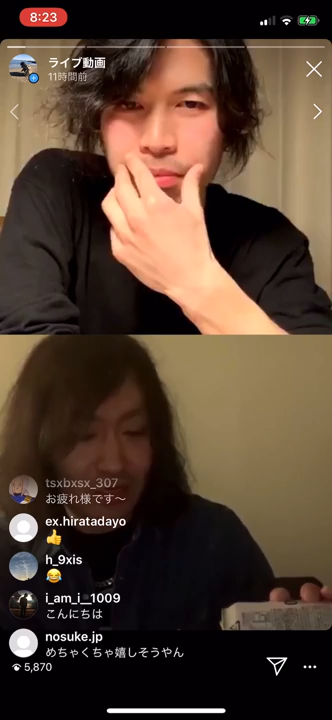 8:23
ライブ動画
11時間前
tsxbxsx_307
お疲れ様です〜
ex.hiratadayo
👍
h_9xis
😂
i_am_i__1009
こんにちは
nosuke.jp
めちゃくちゃ嬉しそうやん
5,870